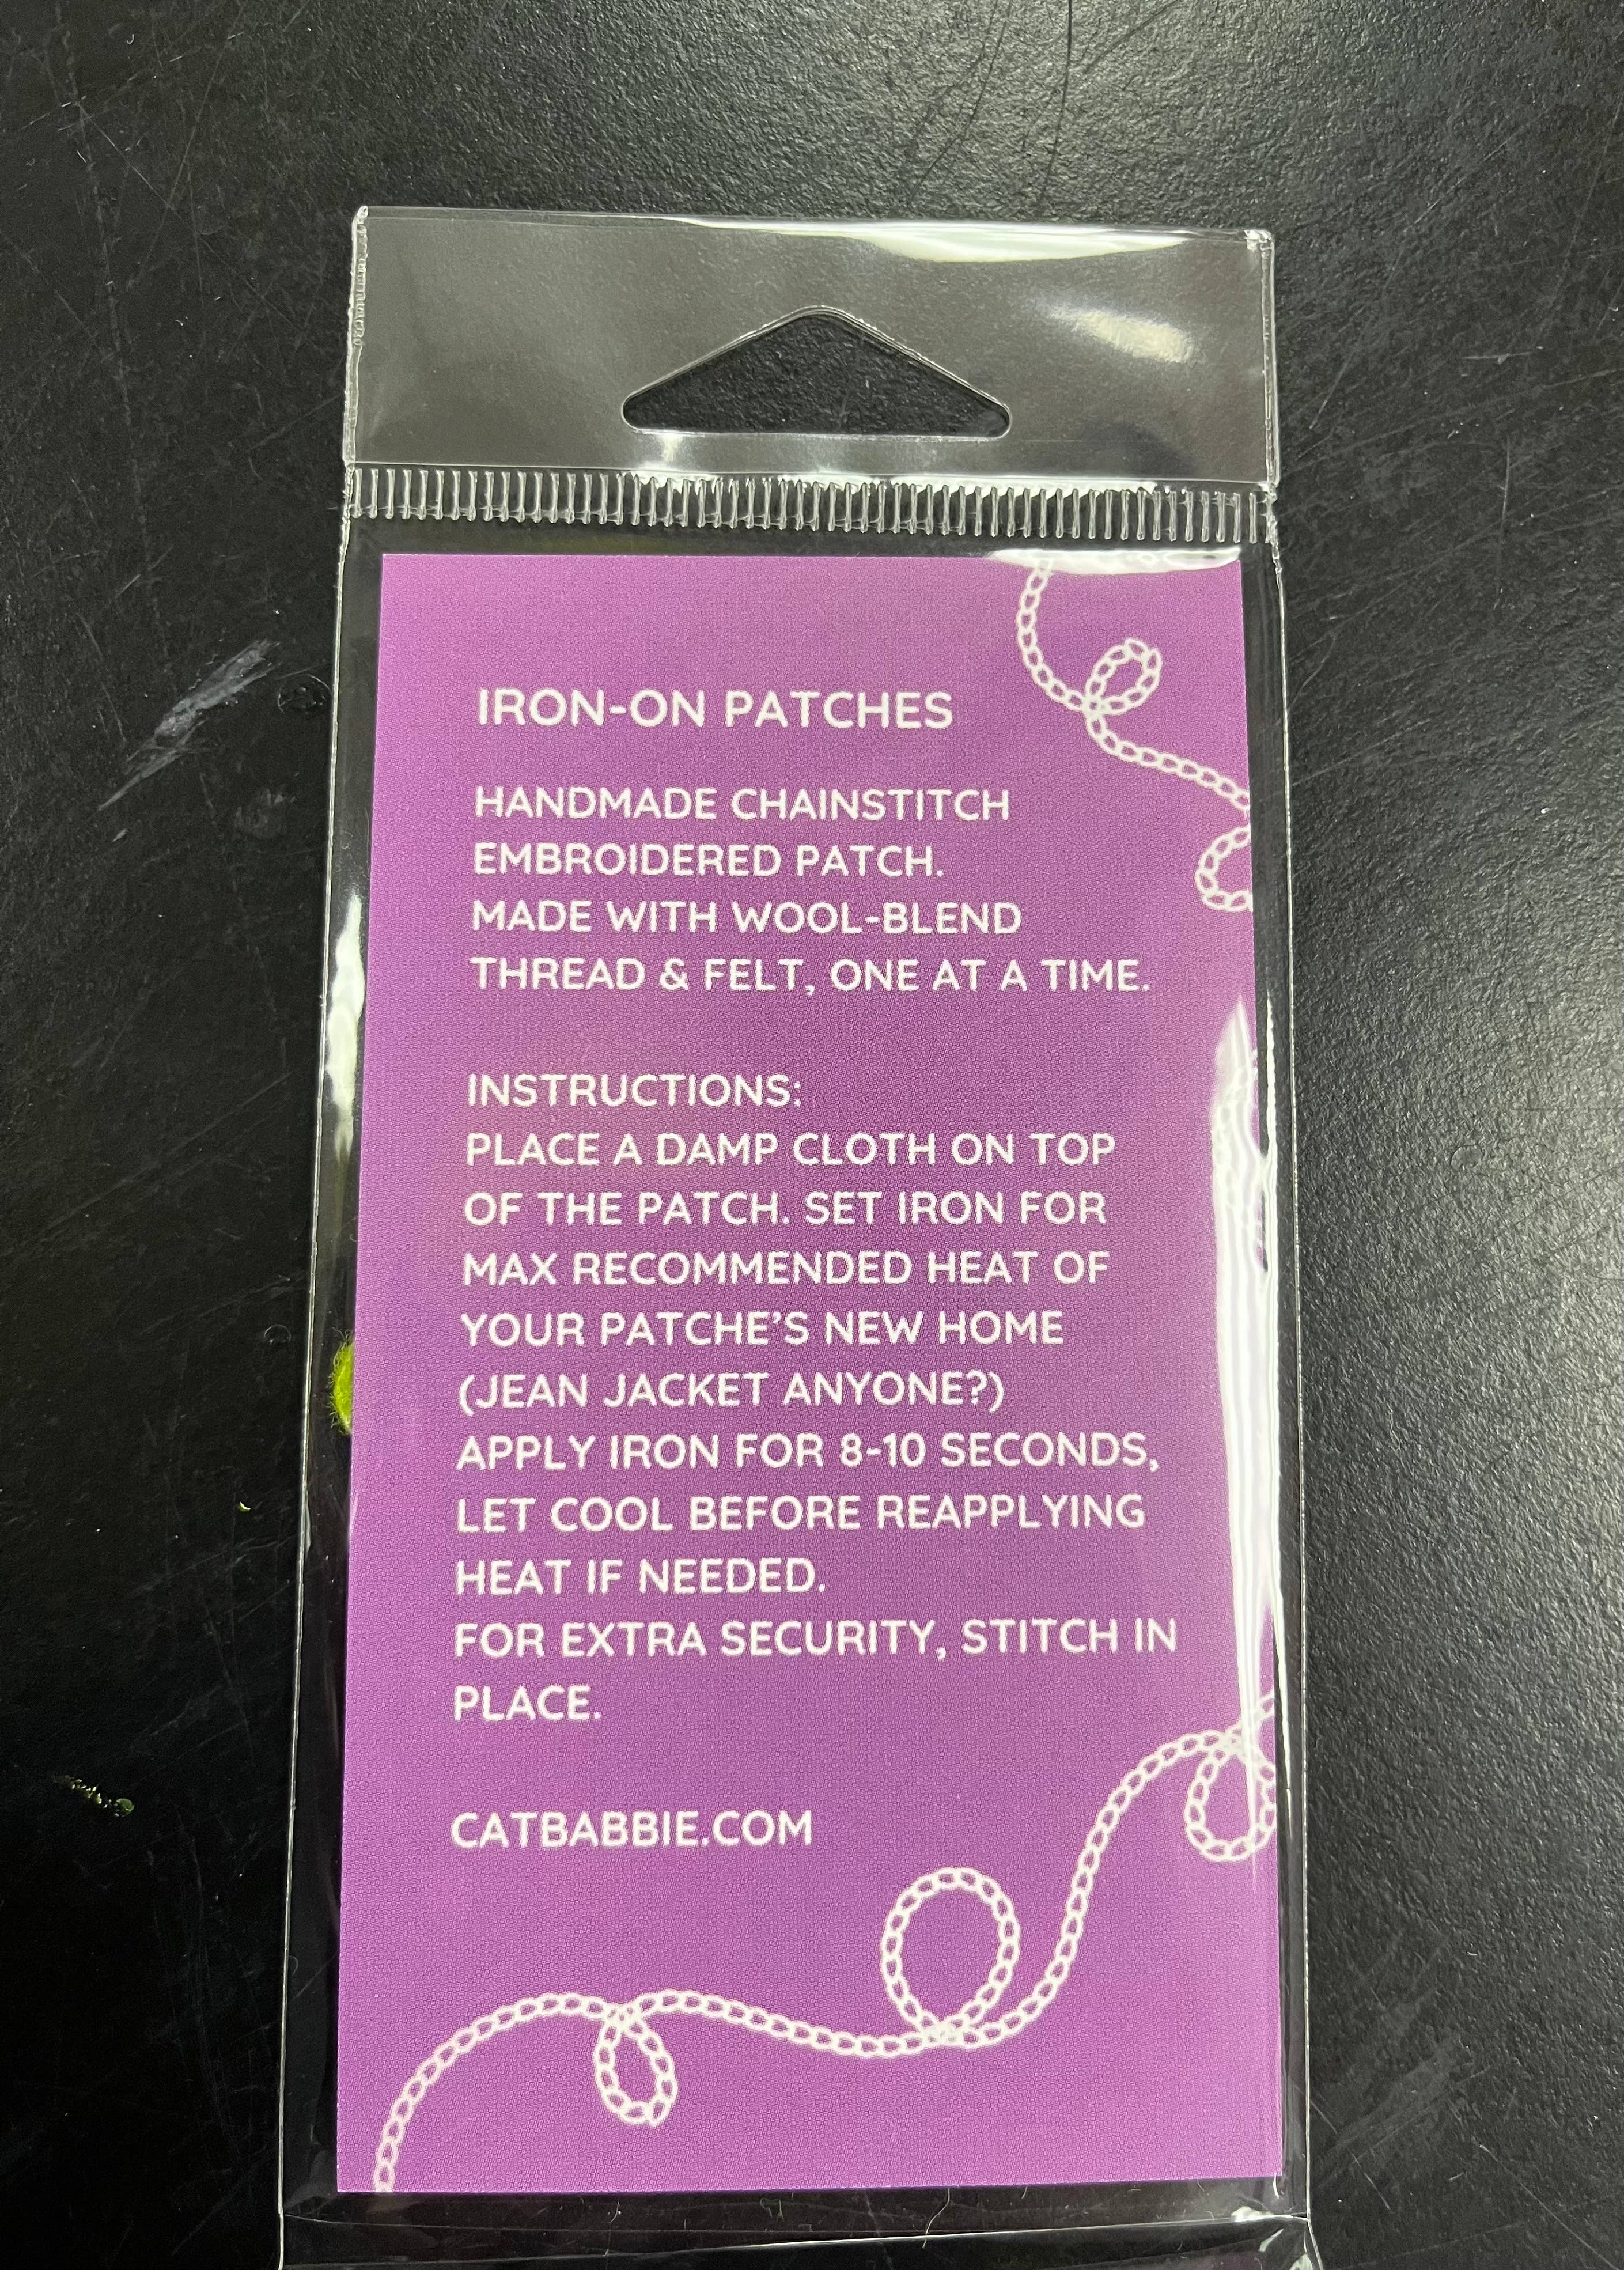 IRON-ON PATCHES
HANDMADE CHAINSTITCH
EMBROIDERED PATCH.
MADE WITH WOOL-BLEND
THREAD & FELT, ONE AT A TIME.
INSTRUCTIONS:
PLACE A DAMP CLOTH ON TOP
OF THE PATCH. SET IRON FOR
MAX RECOMMENDED HEAT OF
YOUR PATCHE'S NEW HOME
(JEAN JACKET ANYONE?)
APPLY IRON FOR 8-10 SECONDS,
LET COOL BEFORE REAPPLYING
HEAT IF NEEDED.
FOR EXTRA SECURITY, STITCH IN
PLACE.
CATBABBIE.COM